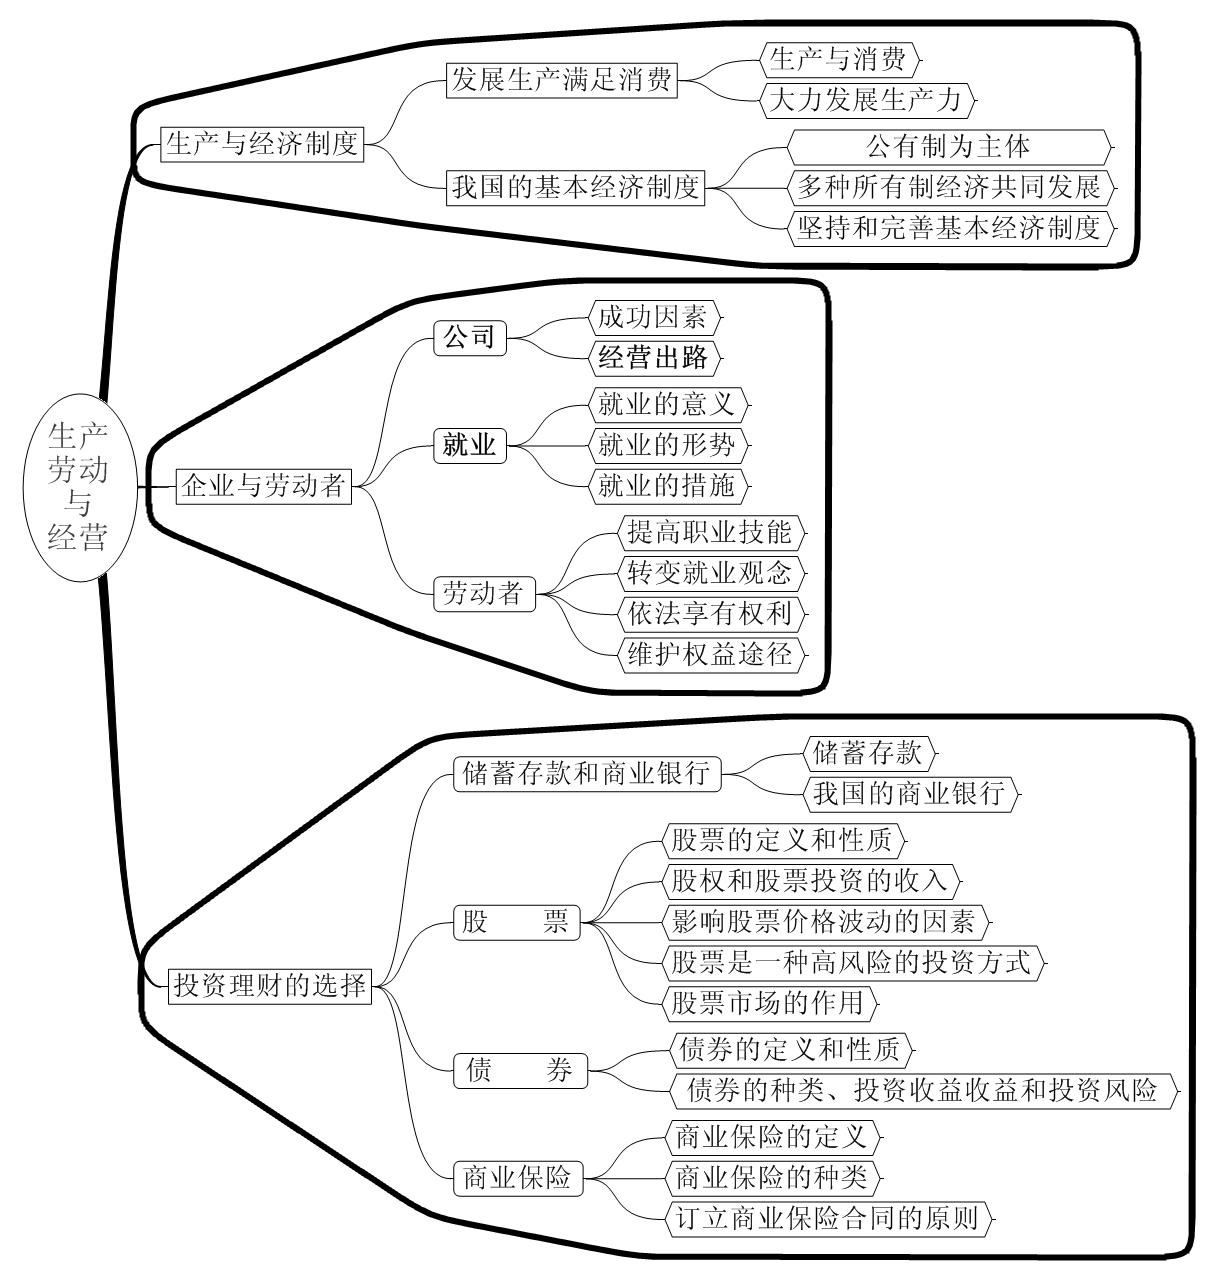 生产
劳动
与
经营
生产与经济制度
发展生产满足消费
生产与消费
大力发展生产力
我国的基本经济制度
公有制为主体
多种所有制经济共同发展
坚持和完善基本经济制度
企业与劳动者
公司
成功因素
经营出路
就业
就业的意义
就业的形势
就业的措施
劳动者
提高职业技能
转变就业观念
依法享有权利
维护权益途径
投资理财的选择
储蓄存款和商业银行
储蓄存款
我国的商业银行
股 票
股票的定义和性质
股权和股票投资的收入
影响股票价格波动的因素
股票是一种高风险的投资方式
股票市场的作用
债 券
债券的定义和性质
债券的种类、投资收益收益和投资风险
商业保险
商业保险的定义
商业保险的种类
订立商业保险合同的原则